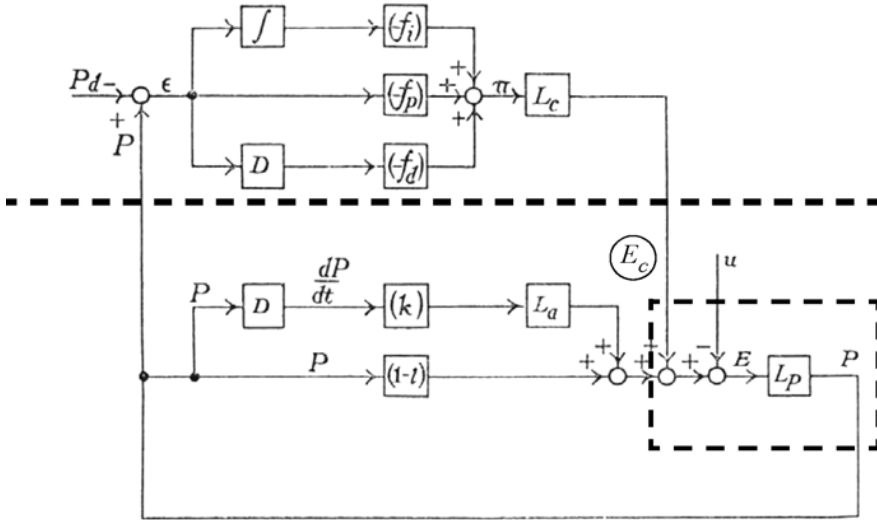 ∫ (-f_i)
+
P_d - ϵ (-f_p) + π L_c
+ +
P
D (-f_d)
E_c u
dP/dt
P D (k) L_a
+ + -
P (1-l) + + + E L_P P